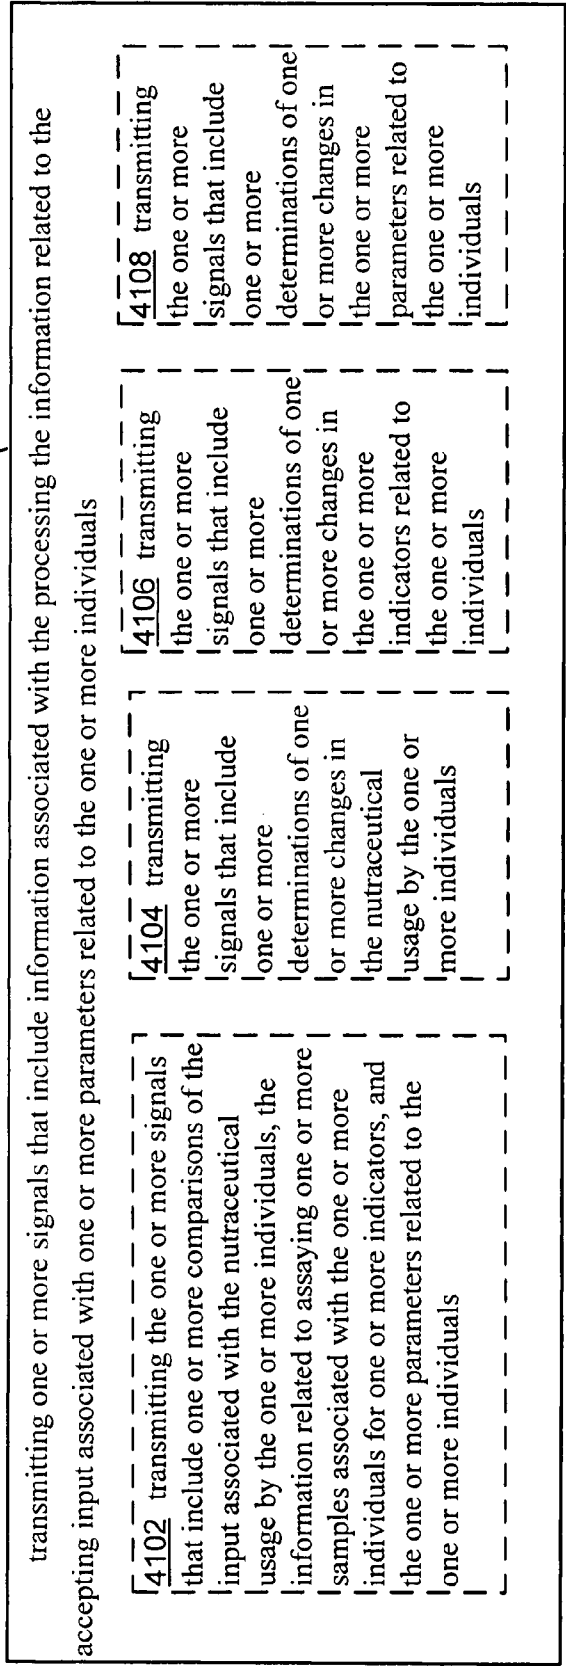 transmitting one or more signals that include information associated with the processing the information related to the
accepting input associated with one or more parameters related to the one or more individuals
4102 transmitting the one or more signals
that include one or more comparisons of the
input associated with the nutraceutical
usage by the one or more individuals, the
information related to assaying one or more
samples associated with the one or more
individuals for one or more indicators, and
the one or more parameters related to the
one or more individuals
4104 transmitting
the one or more
signals that include
one or more
determinations of one
or more changes in
the nutraceutical
usage by the one or
more individuals
4106 transmitting
the one or more
signals that include
one or more
determinations of one
or more changes in
the one or more
indicators related to
the one or more
individuals
4108 transmitting
the one or more
signals that include
one or more
determinations of one
or more changes in
the one or more
parameters related to
the one or more
individuals